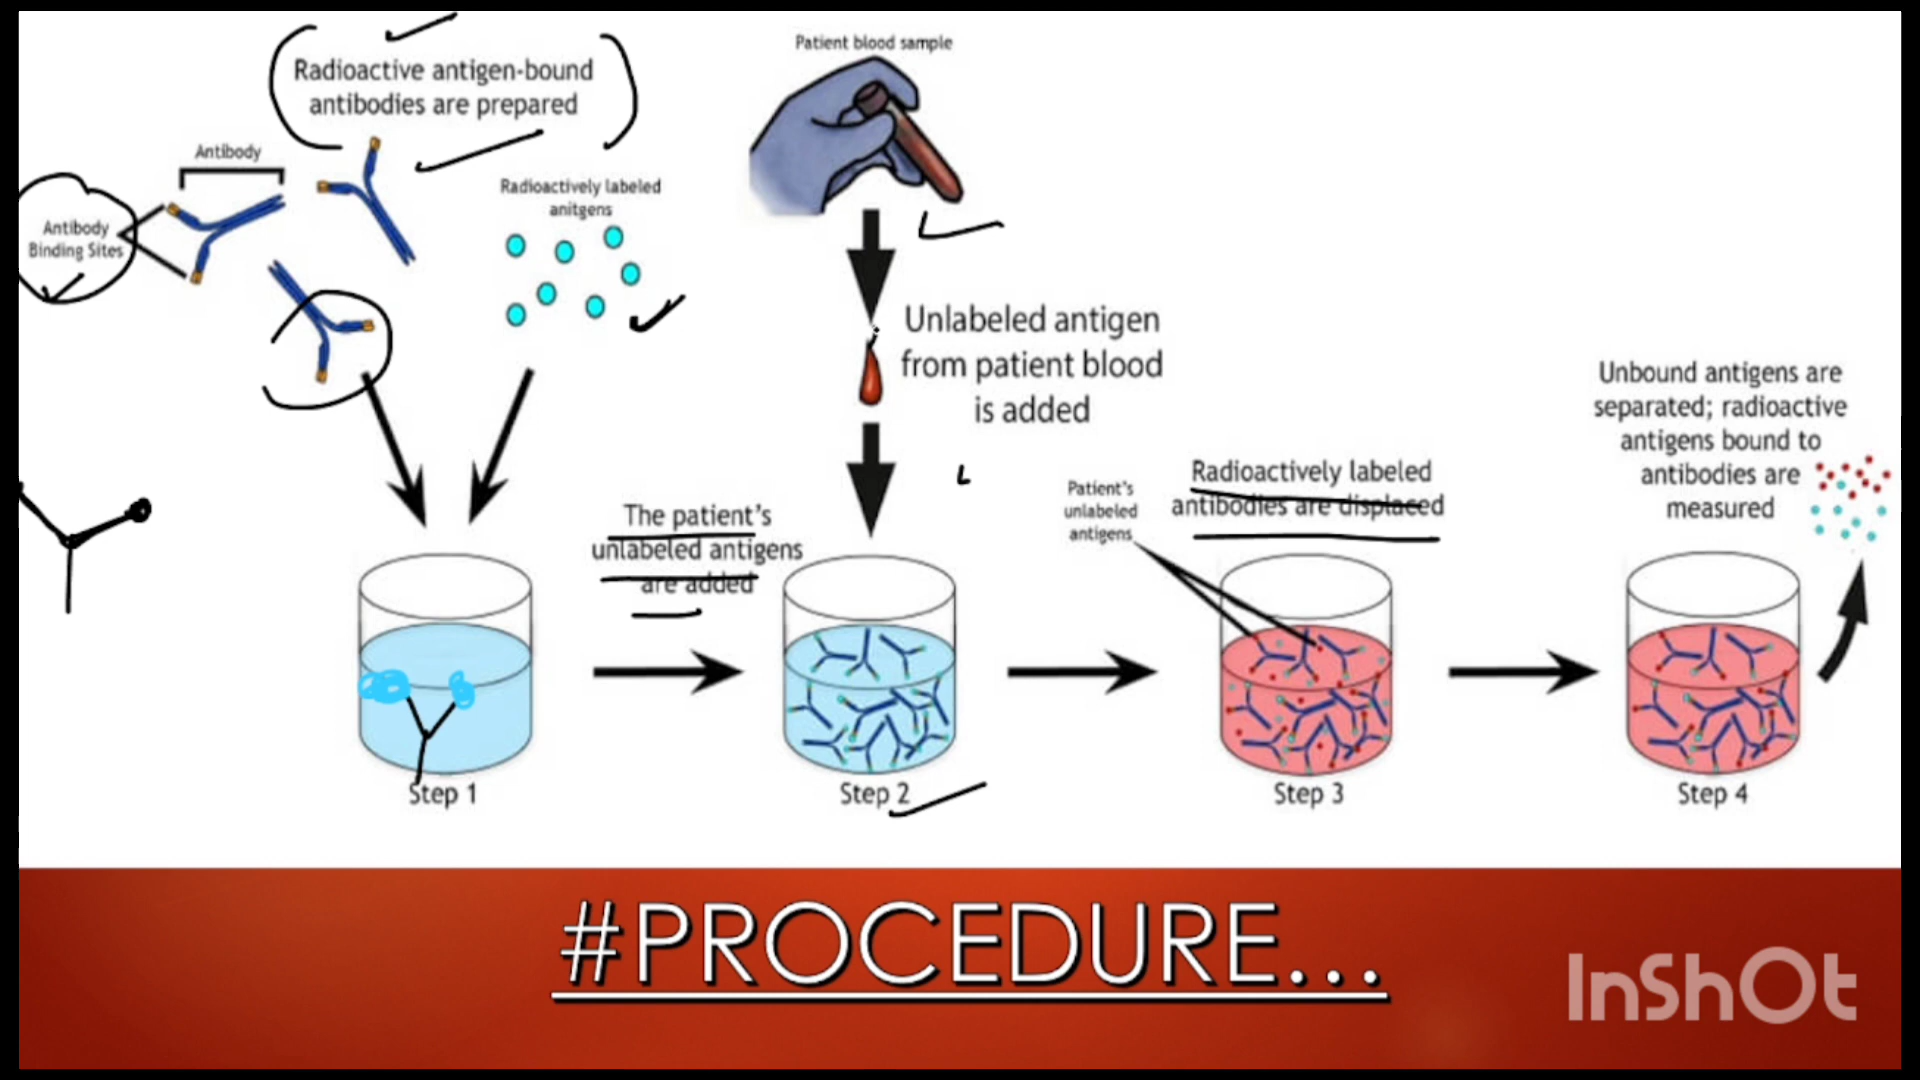 Radioactive antigen-bound
antibodies are prepared
Antibody
Antibody
Binding Sites
Radioactively labeled
anitgens
Patient blood sample
Unlabeled antigen
from patient blood
is added
The patient's
unlabeled antigens
are added
Patient's
unlabeled
antigens
Radioactively labeled
antibodies are displaced
Unbound antigens are
separated; radioactive
antigens bound to
antibodies are
measured
Step 1
Step 2
Step 3
Step 4
#PROCEDURE...
InShOt